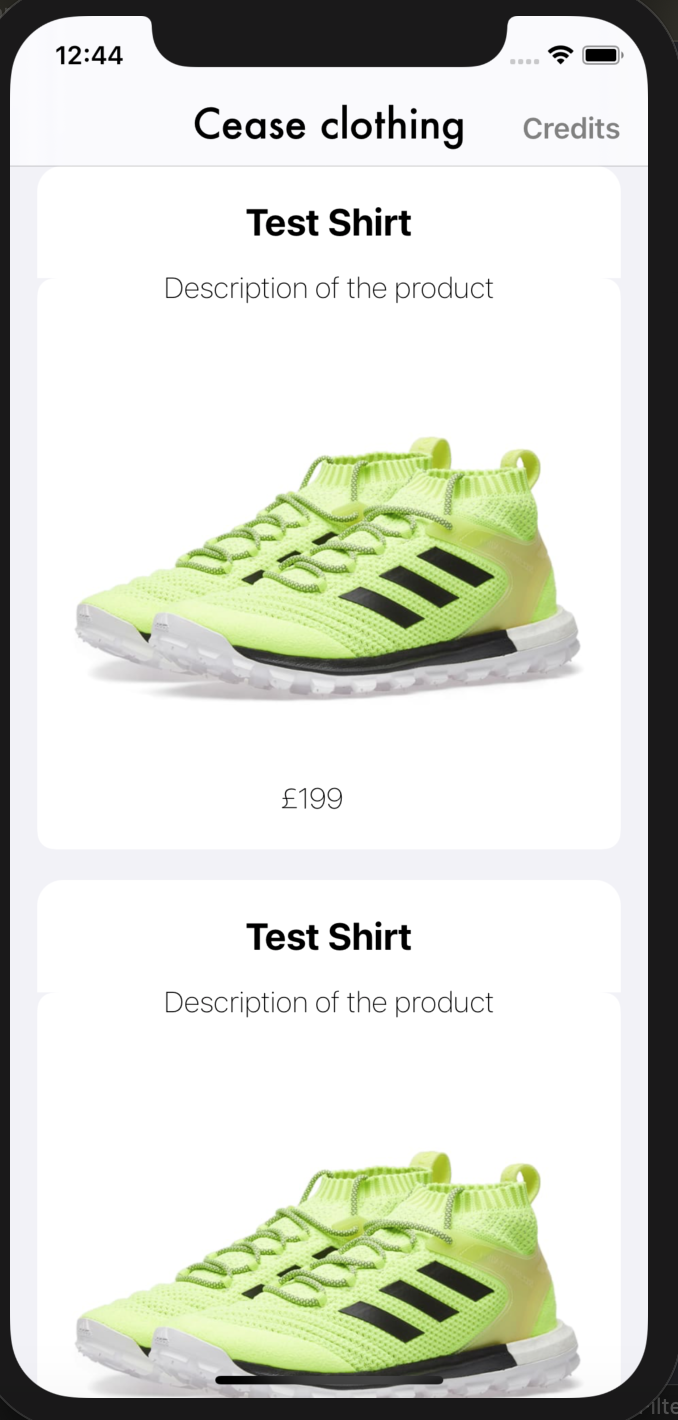 12:44
Cease clothing
Credits
Test Shirt
Description of the product
£199
Test Shirt
Description of the product